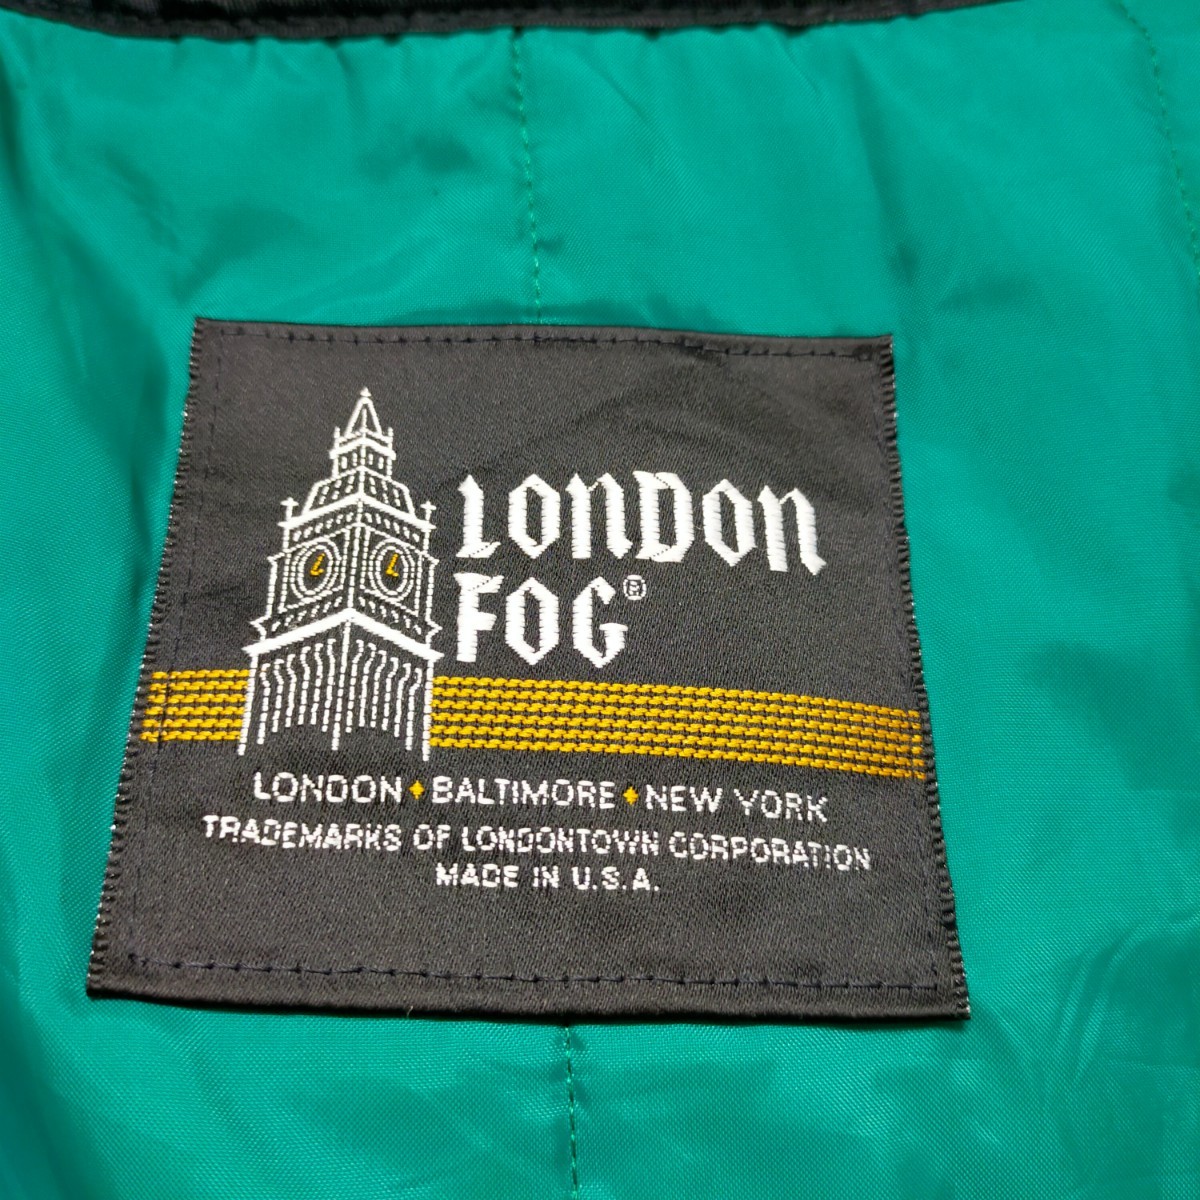 LONDON
FOG®
LONDON ♦ BALTIMORE ♦ NEW YORK
TRADEMARKS OF LONDONTOWN CORPORATION
MADE IN U.S.A.